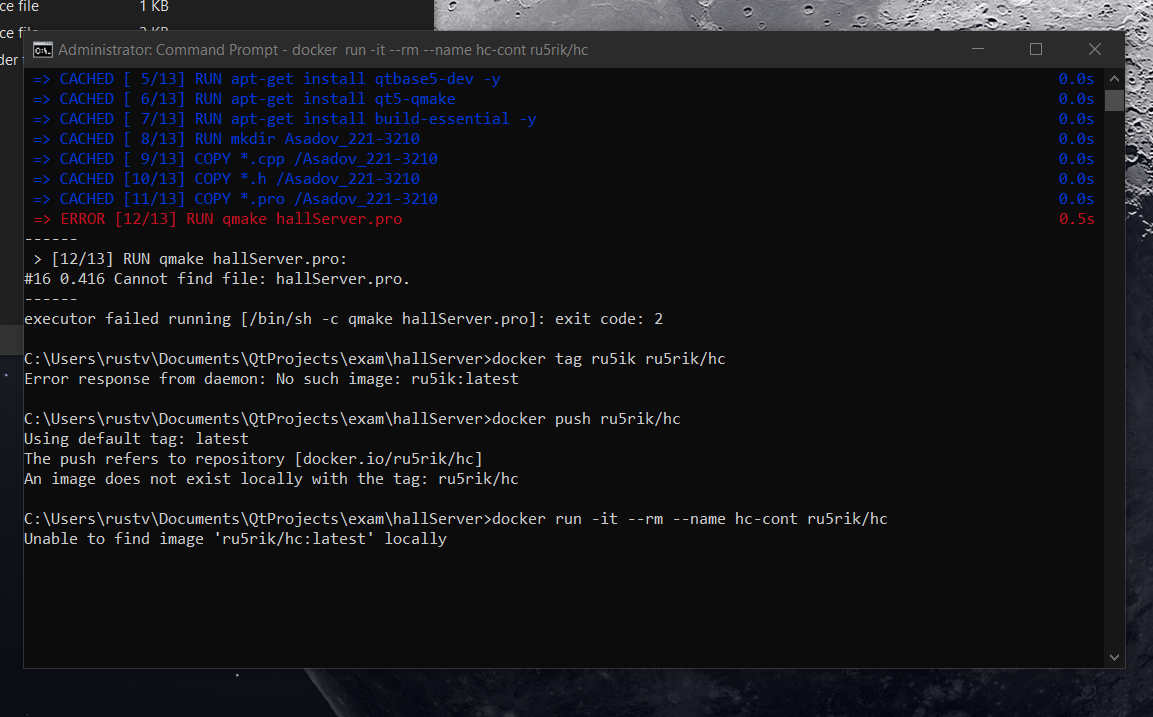 ce file 1 KB
ce file 2 KB
der
Administrator: Command Prompt - docker  run -it --rm --name hc-cont ru5rik/hc
=> CACHED [ 5/13] RUN apt-get install qtbase5-dev -y 0.0s
=> CACHED [ 6/13] RUN apt-get install qt5-qmake 0.0s
=> CACHED [ 7/13] RUN apt-get install build-essential -y 0.0s
=> CACHED [ 8/13] RUN mkdir Asadov_221-3210 0.0s
=> CACHED [ 9/13] COPY *.cpp /Asadov_221-3210 0.0s
=> CACHED [10/13] COPY *.h /Asadov_221-3210 0.0s
=> CACHED [11/13] COPY *.pro /Asadov_221-3210 0.0s
=> ERROR [12/13] RUN qmake hallServer.pro 0.5s
------
> [12/13] RUN qmake hallServer.pro:
#16 0.416 Cannot find file: hallServer.pro.
------
executor failed running [/bin/sh -c qmake hallServer.pro]: exit code: 2
C:\Users\rustv\Documents\QtProjects\exam\hallServer>docker tag ru5ik ru5rik/hc
Error response from daemon: No such image: ru5ik:latest
C:\Users\rustv\Documents\QtProjects\exam\hallServer>docker push ru5rik/hc
Using default tag: latest
The push refers to repository [docker.io/ru5rik/hc]
An image does not exist locally with the tag: ru5rik/hc
C:\Users\rustv\Documents\QtProjects\exam\hallServer>docker run -it --rm --name hc-cont ru5rik/hc
Unable to find image 'ru5rik/hc:latest' locally